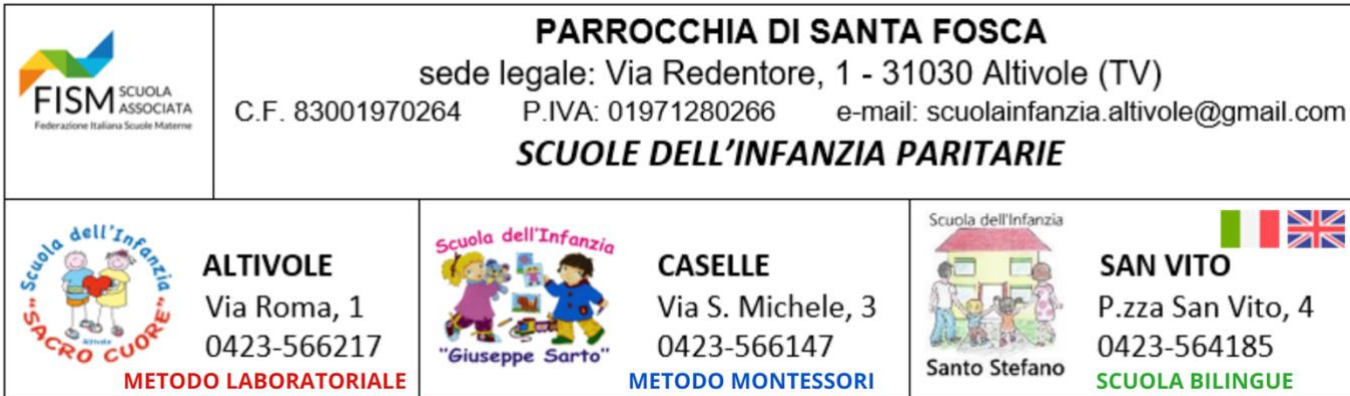 FISM SCUOLA ASSOCIATA
Federazione Italiana Scuole Materne
PARROCCHIA DI SANTA FOSCA
sede legale: Via Redentore, 1 - 31030 Altivole (TV)
C.F. 83001970264 P.IVA: 01971280266 e-mail: scuolainfanzia.altivole@gmail.com
SCUOLE DELL'INFANZIA PARITARIE
Scuola dell'Infanzia
"SACRO CUORE"
Altivole
ALTIVOLE
Via Roma, 1
0423-566217
METODO LABORATORIALE
Scuola dell'Infanzia
"Giuseppe Sarto"
CASELLE
Via S. Michele, 3
0423-566147
METODO MONTESSORI
Scuola dell'Infanzia
Santo Stefano
SAN VITO
P.zza San Vito, 4
0423-564185
SCUOLA BILINGUE